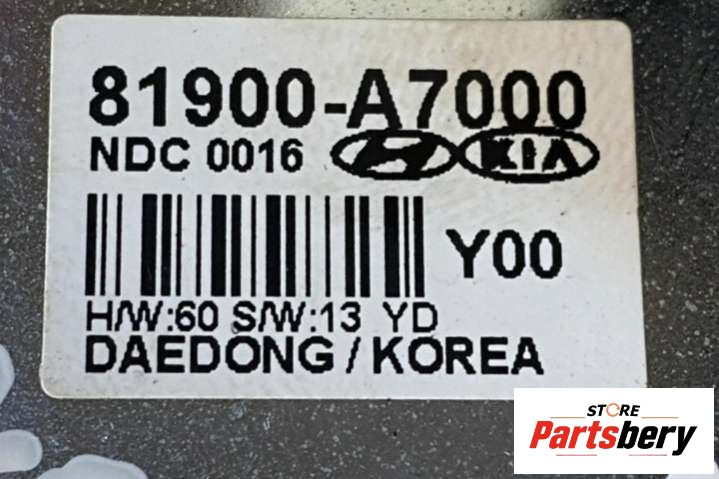 81900-A7000
NDC 0016 KIA
Y00
H/W:60 S/W:13 YD
DAEDONG / KOREA
STORE
Partsbery